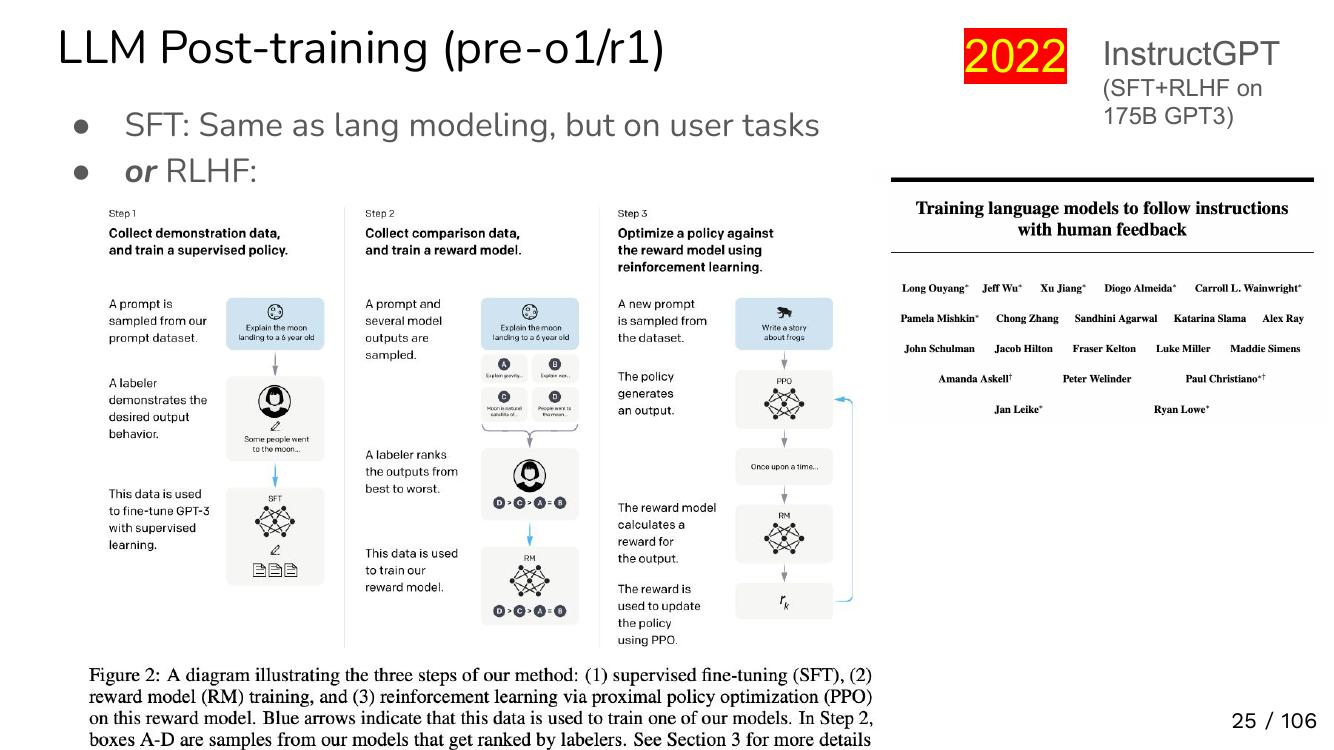 LLM Post-training (pre-o1/r1)
2022
InstructGPT
(SFT+RLHF on
175B GPT3)
● SFT: Same as lang modeling, but on user tasks
● or RLHF:
Step 1
Collect demonstration data,
and train a supervised policy.
A prompt is
sampled from our
prompt dataset.
Explain the moon
landing to a 6 year old
A labeler
demonstrates the
desired output
behavior.
Some people went
to the moon...
This data is used
to fine-tune GPT-3
with supervised
learning.
SFT
Step 2
Collect comparison data,
and train a reward model.
A prompt and
several model
outputs are
sampled.
Explain the moon
landing to a 6 year old
A
Explain gravity...
B
Explain war...
C
Moon is natural
satellite of...
D
People went to
the moon...
A labeler ranks
the outputs from
best to worst.
D > C > A = B
This data is used
to train our
reward model.
RM
D > C > A = B
Step 3
Optimize a policy against
the reward model using
reinforcement learning.
A new prompt
is sampled from
the dataset.
Write a story
about frogs
The policy
generates
an output.
PPO
Once upon a time...
The reward model
calculates a
reward for
the output.
RM
The reward is
used to update
the policy
using PPO.
rk
Figure 2: A diagram illustrating the three steps of our method: (1) supervised fine-tuning (SFT), (2)
reward model (RM) training, and (3) reinforcement learning via proximal policy optimization (PPO)
on this reward model. Blue arrows indicate that this data is used to train one of our models. In Step 2,
boxes A-D are samples from our models that get ranked by labelers. See Section 3 for more details
Training language models to follow instructions
with human feedback
Long Ouyang* Jeff Wu* Xu Jiang* Diogo Almeida* Carroll L. Wainwright*
Pamela Mishkin* Chong Zhang Sandhini Agarwal Katarina Slama Alex Ray
John Schulman Jacob Hilton Fraser Kelton Luke Miller Maddie Simens
Amanda Askell† Peter Welinder Paul Christiano*†
Jan Leike* Ryan Lowe*
25 / 106